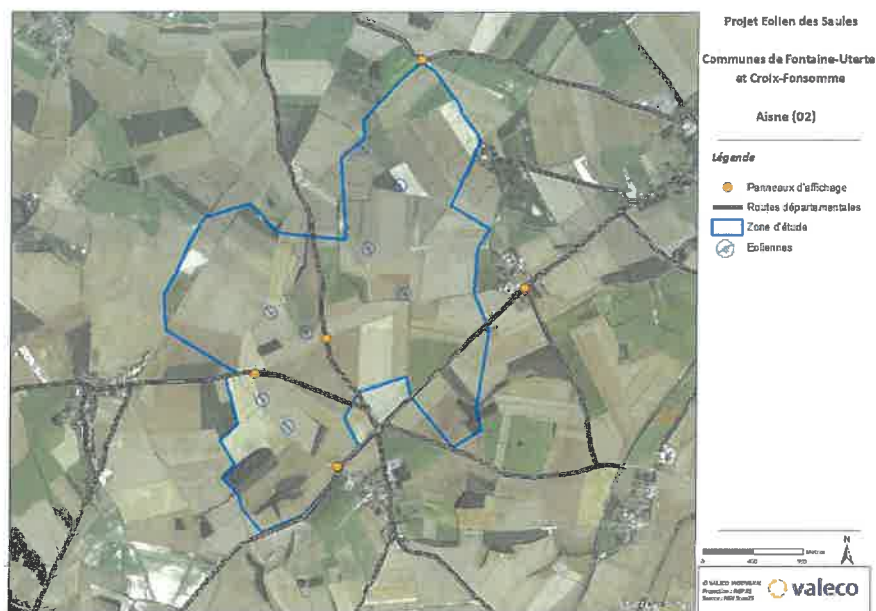 Projet Eolien des Saules
Communes de Fontaine-Uterte
et Croix-Fonsomme
Aisne (02)
Légende
Panneaux d'affichage
Routes départementales
Zone d'étude
Eoliennes
N
0
valeco